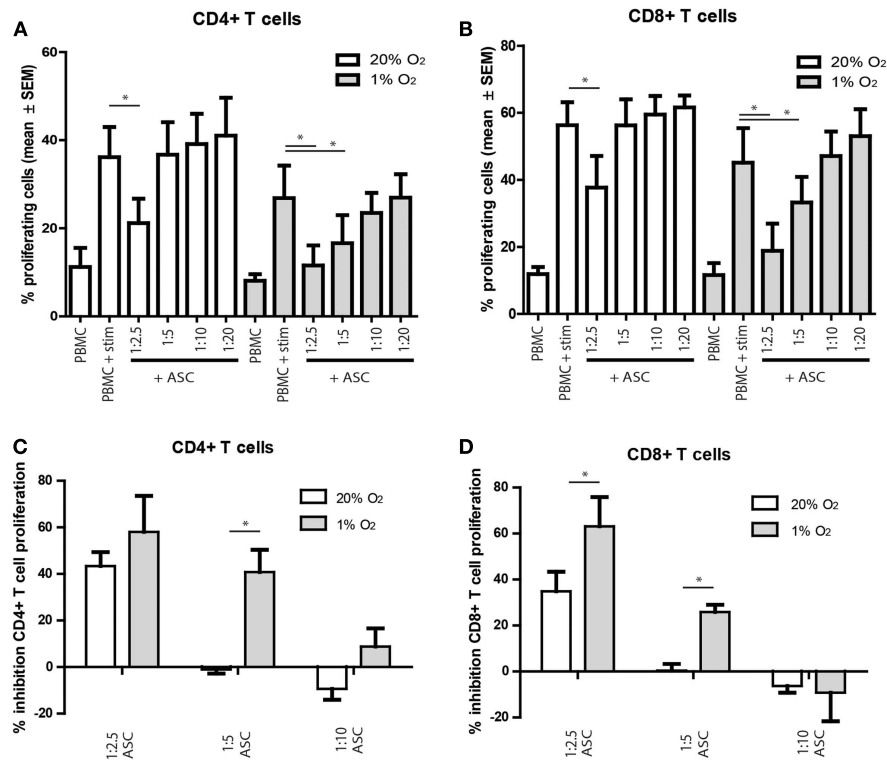 A
CD4+ T cells
% proliferating cells (mean ± SEM)
60
40
20
0
20% O2
1% O2
*
*
*
PBMC
PBMC + stim
1:2.5
1:5
1:10
1:20
PBMC
PBMC + stim
1:2.5
1:5
1:10
1:20
+ ASC
+ ASC
B
CD8+ T cells
% proliferating cells (mean ± SEM)
80
60
40
20
0
20% O2
1% O2
*
*
*
PBMC
PBMC + stim
1:2.5
1:5
1:10
1:20
PBMC
PBMC + stim
1:2.5
1:5
1:10
1:20
+ ASC
+ ASC
C
CD4+ T cells
% inhibition CD4+ T cell proliferation
80
60
40
20
0
-20
20% O2
1% O2
*
1:2.5
ASC
1:5
ASC
1:10
ASC
D
CD8+ T cells
% inhibition CD8+ T cell proliferation
80
60
40
20
0
-20
20% O2
1% O2
*
*
1:2.5
ASC
1:5
ASC
1:10
ASC